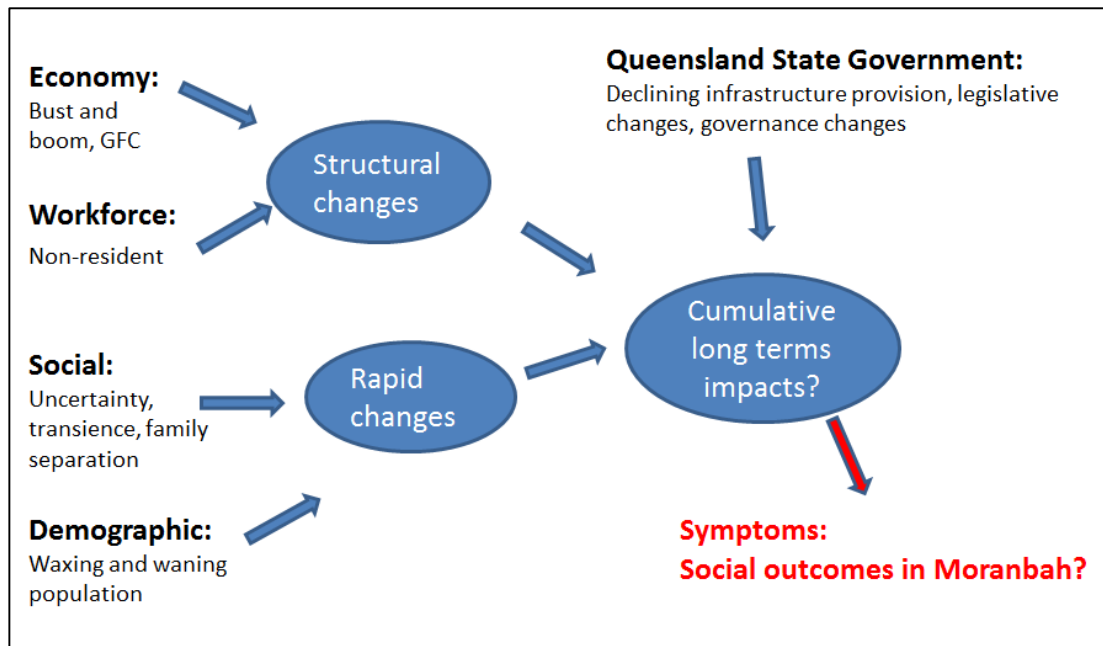 Economy:
Bust and
boom, GFC
Workforce:
Non-resident
Structural
changes
Social:
Uncertainty,
transience, family
separation
Demographic:
Waxing and waning
population
Rapid
changes
Queensland State Government:
Declining infrastructure provision, legislative
changes, governance changes
Cumulative
long terms
impacts?
Symptoms:
Social outcomes in Moranbah?